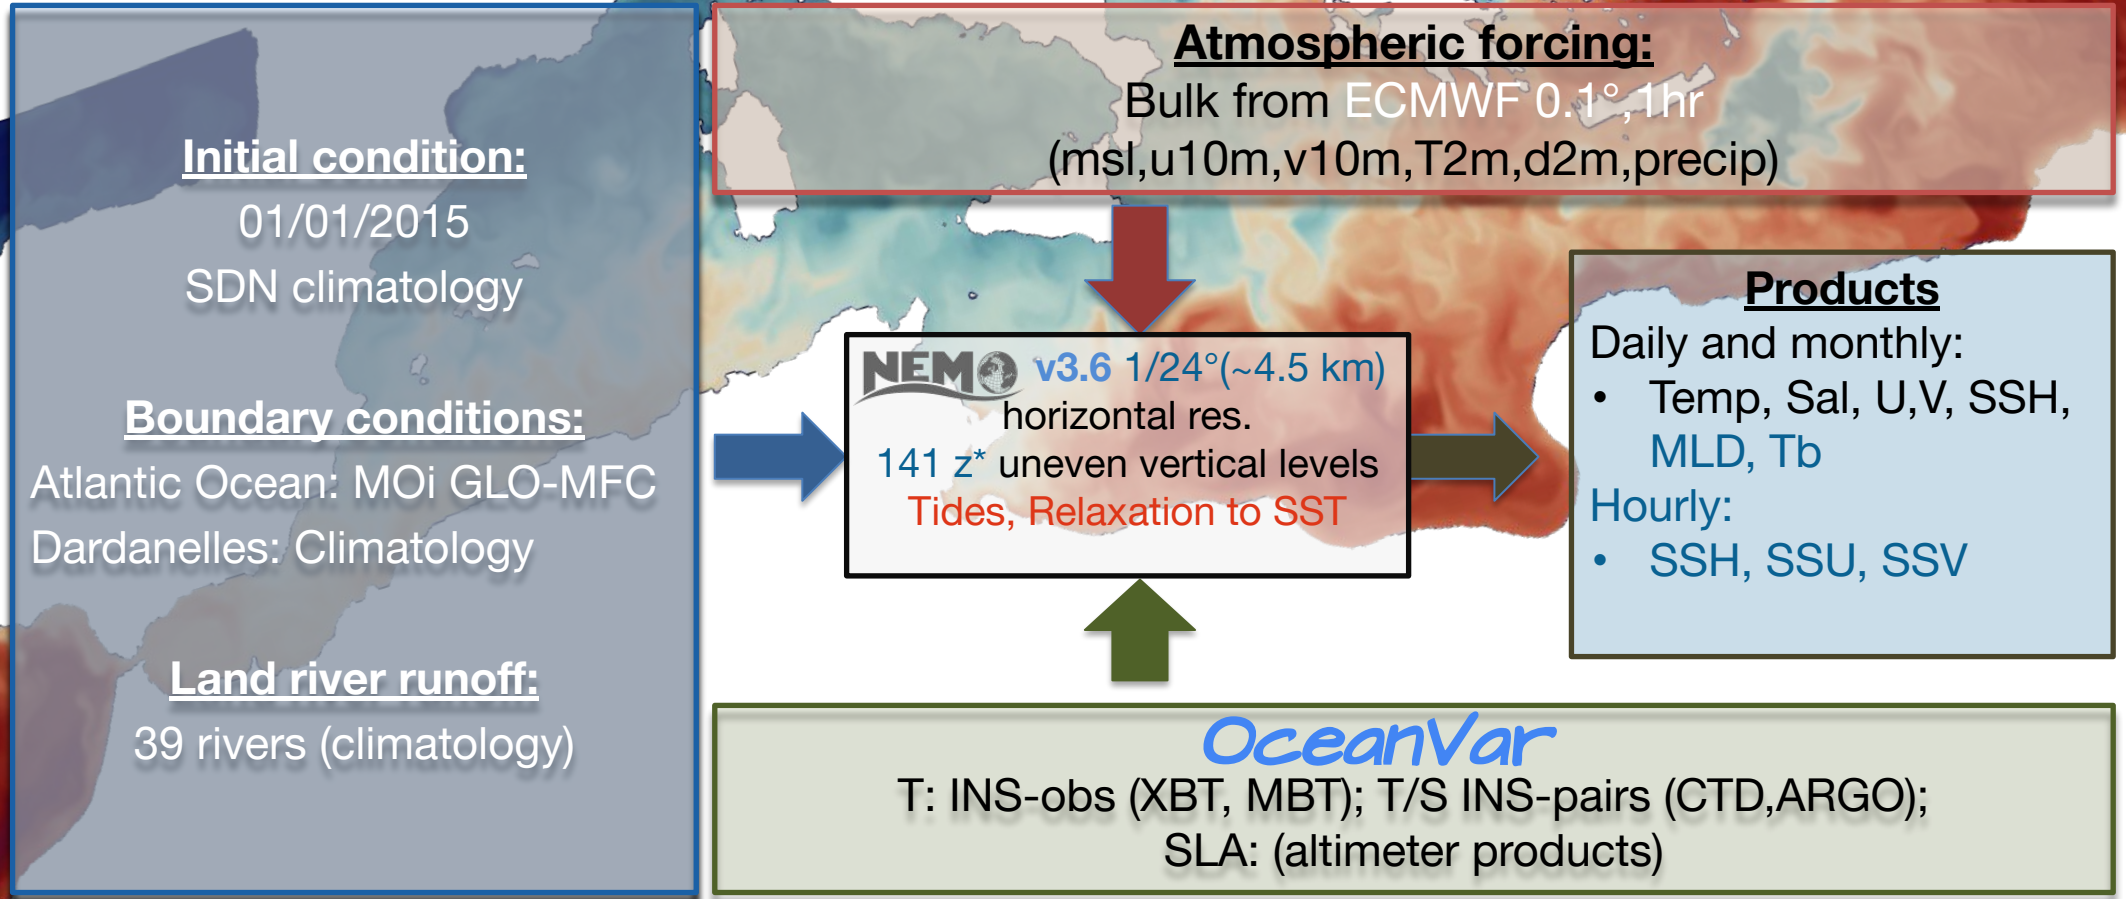 Initial condition:
01/01/2015
SDN climatology
Boundary conditions:
Atlantic Ocean: MOi GLO-MFC
Dardanelles: Climatology
Land river runoff:
39 rivers (climatology)
Atmospheric forcing:
Bulk from ECMWF 0.1°,1hr
(msl,u10m,v10m,T2m,d2m,precip)
NEMO v3.6 1/24°(~4.5 km)
horizontal res.
141 z* uneven vertical levels
Tides, Relaxation to SST
Products
Daily and monthly:
• Temp, Sal, U,V, SSH,
MLD, Tb
Hourly:
• SSH, SSU, SSV
OceanVar
T: INS-obs (XBT, MBT); T/S INS-pairs (CTD,ARGO);
SLA: (altimeter products)